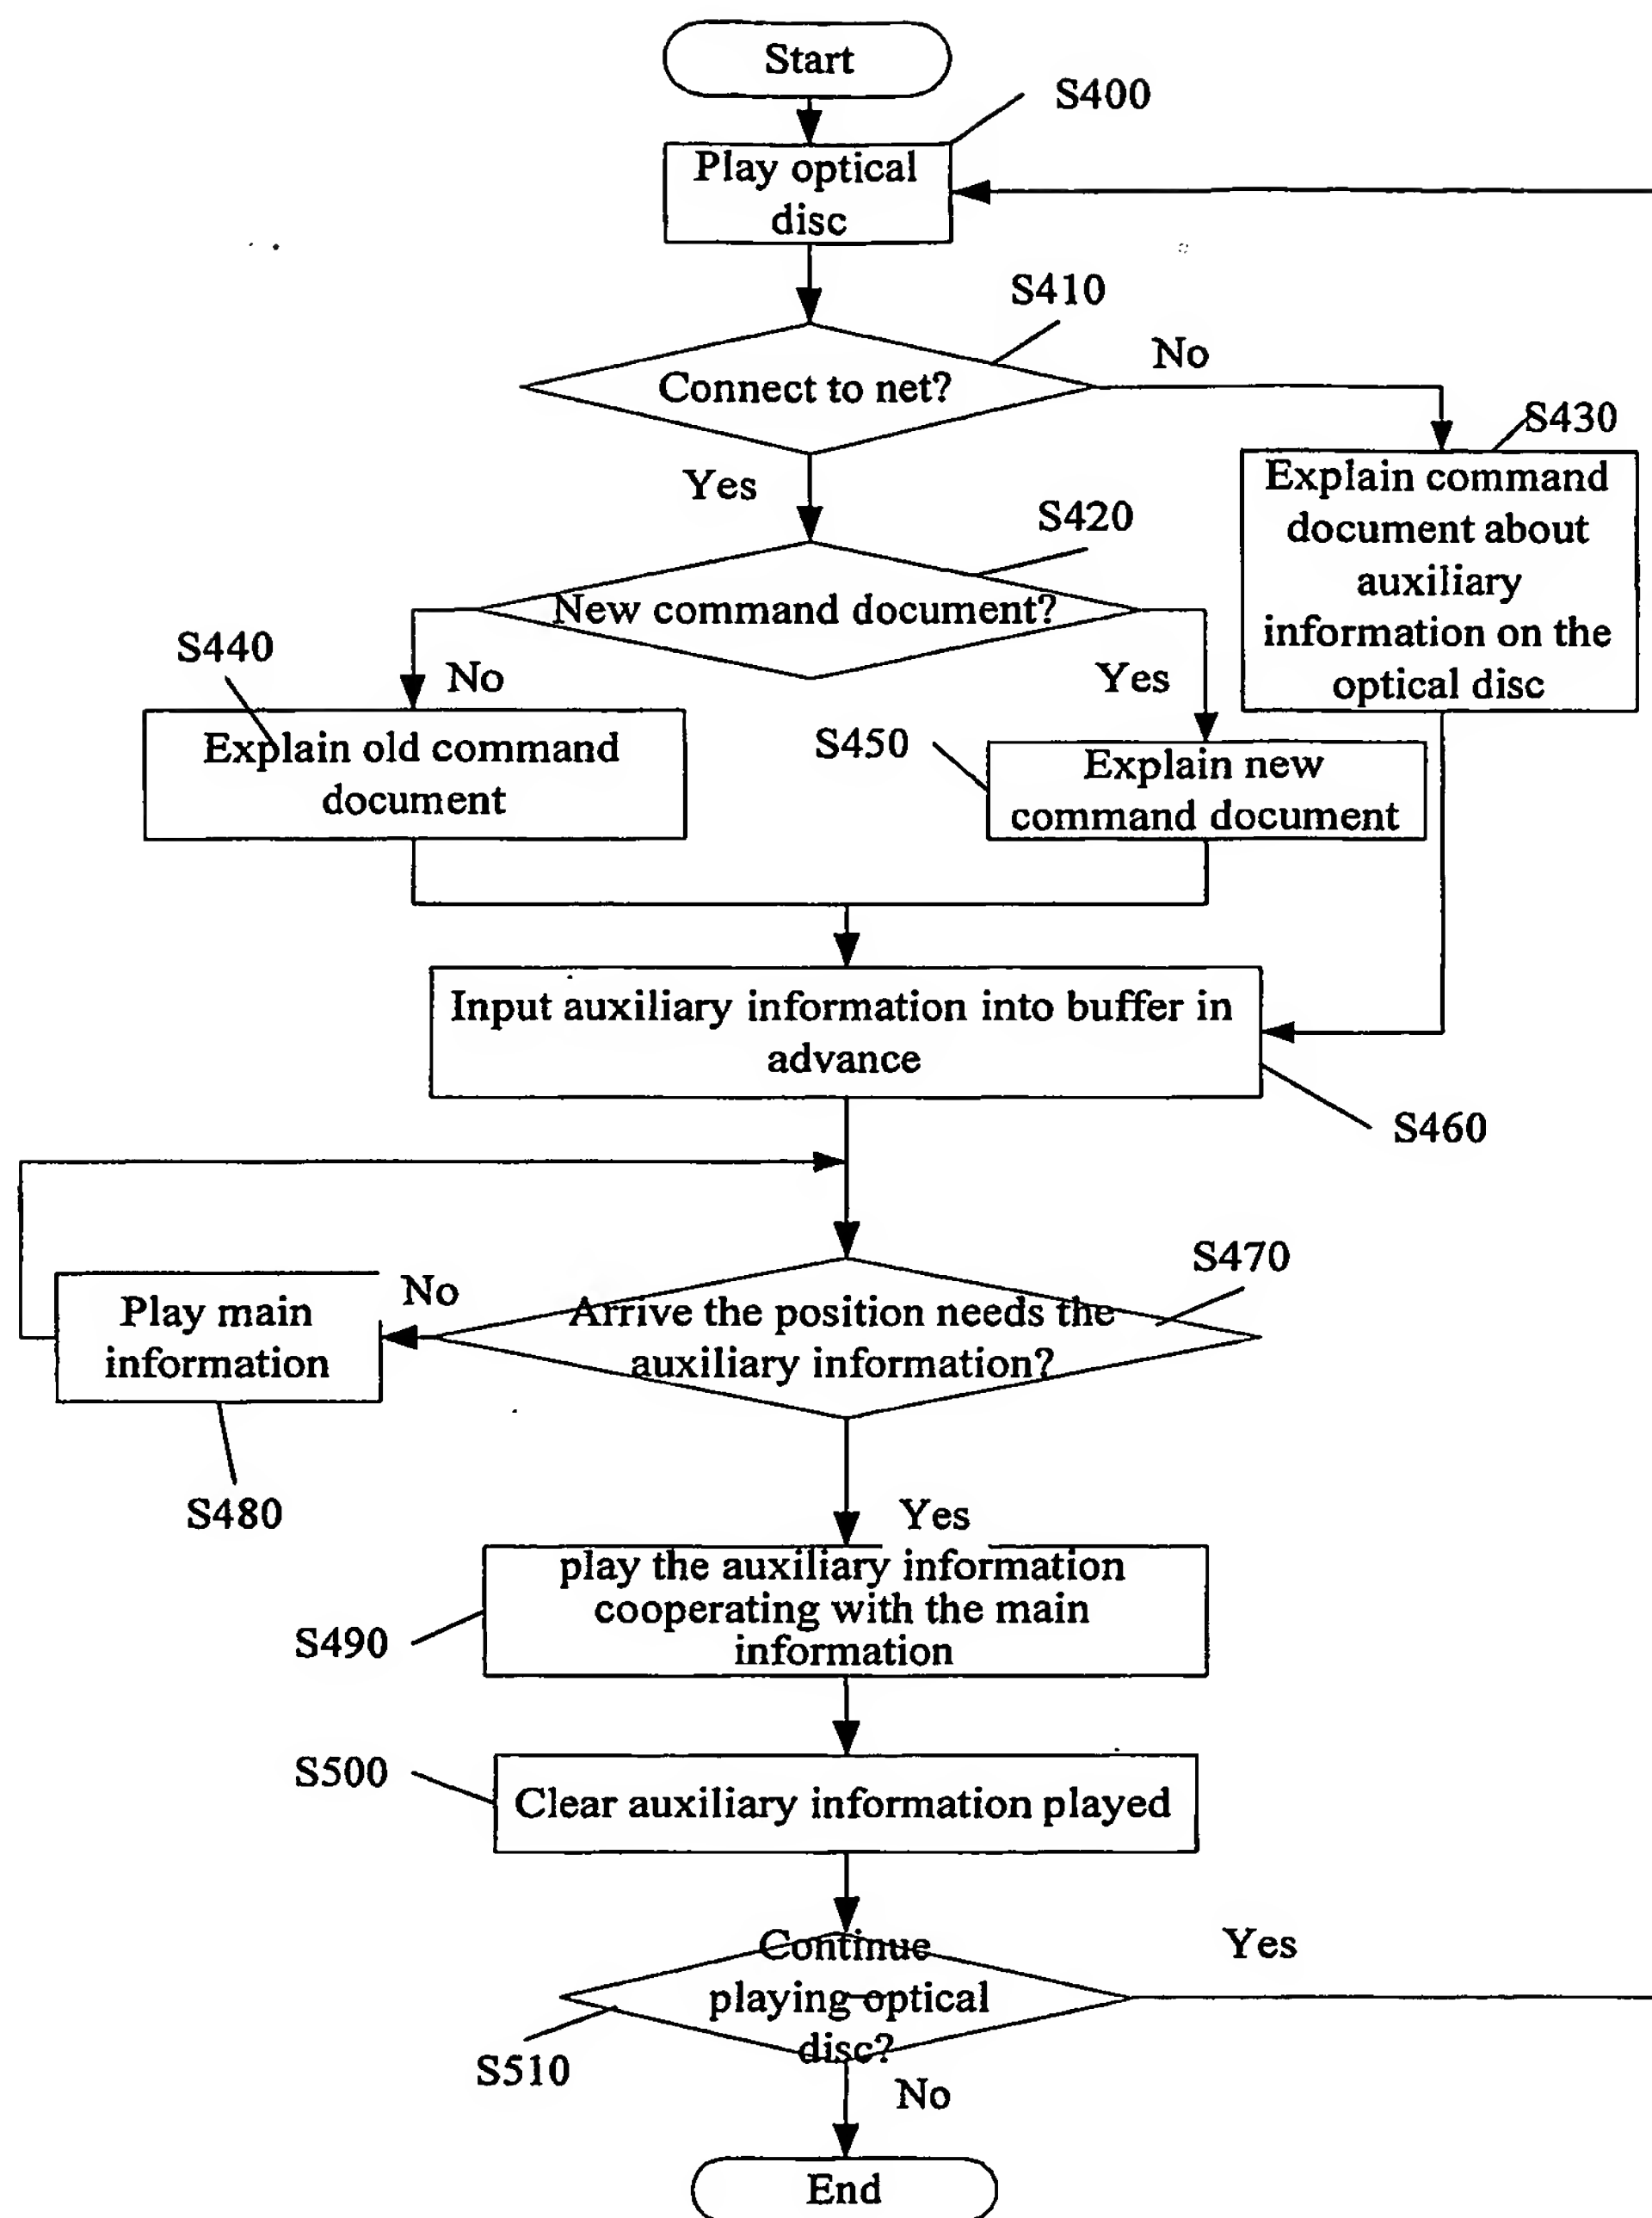 Start
S400
Play optical
disc
S410
Connect to net?
No
S430
Yes
Explain command
document about
auxiliary
information on the
optical disc
S420
New command document?
S440
No
Yes
Explain old command
document
S450
Explain new
command document
Input auxiliary information into buffer in
advance
S460
S470
No
Arrive the position needs the
auxiliary information?
Play main
information
S480
Yes
play the auxiliary information
cooperating with the main
information
S490
S500
Clear auxiliary information played
Continue
playing optical
disc?
Yes
S510
No
End